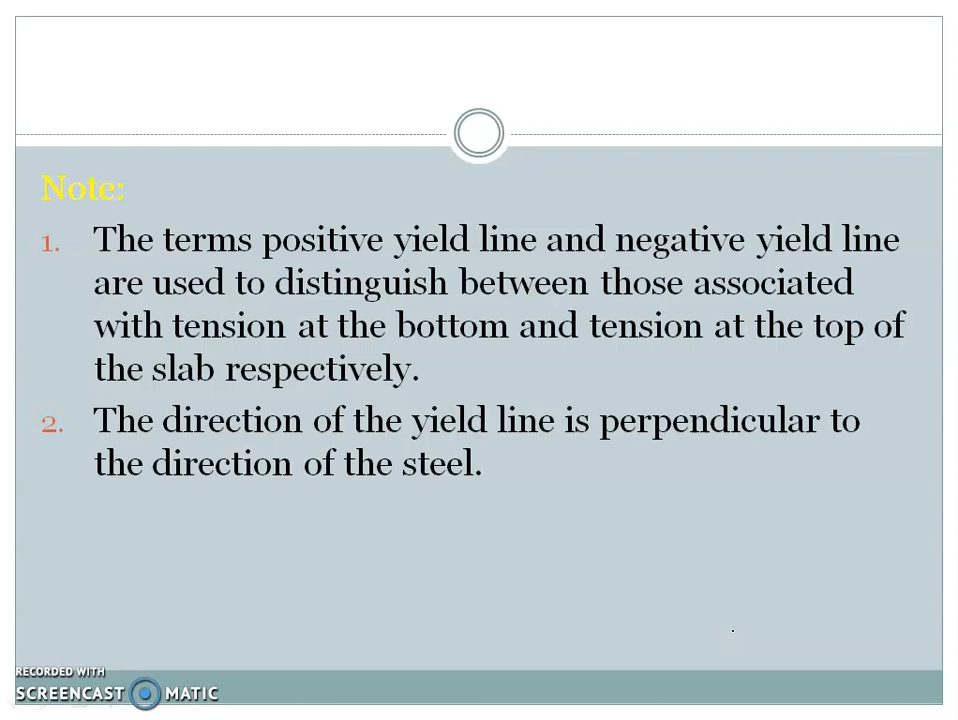 Note:
1. The terms positive yield line and negative yield line
are used to distinguish between those associated
with tension at the bottom and tension at the top of
the slab respectively.
2. The direction of the yield line is perpendicular to
the direction of the steel.
RECORDED WITH
SCREENCAST MATIC